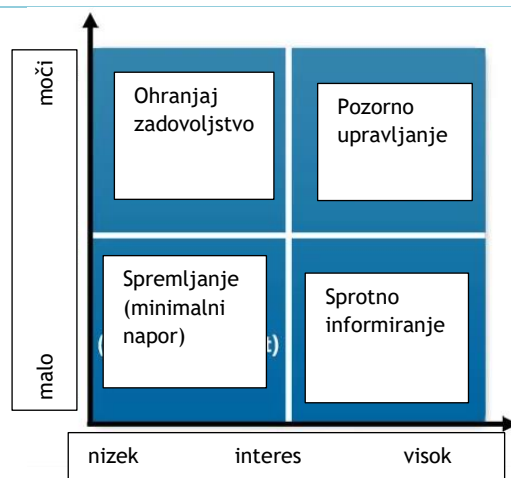 moči
Ohranjaj
zadovoljstvo
Pozorno
upravljanje
Spremljanje
(minimalni
napor)
Sprotno
informiranje
( t)
malo
nizek interes visok